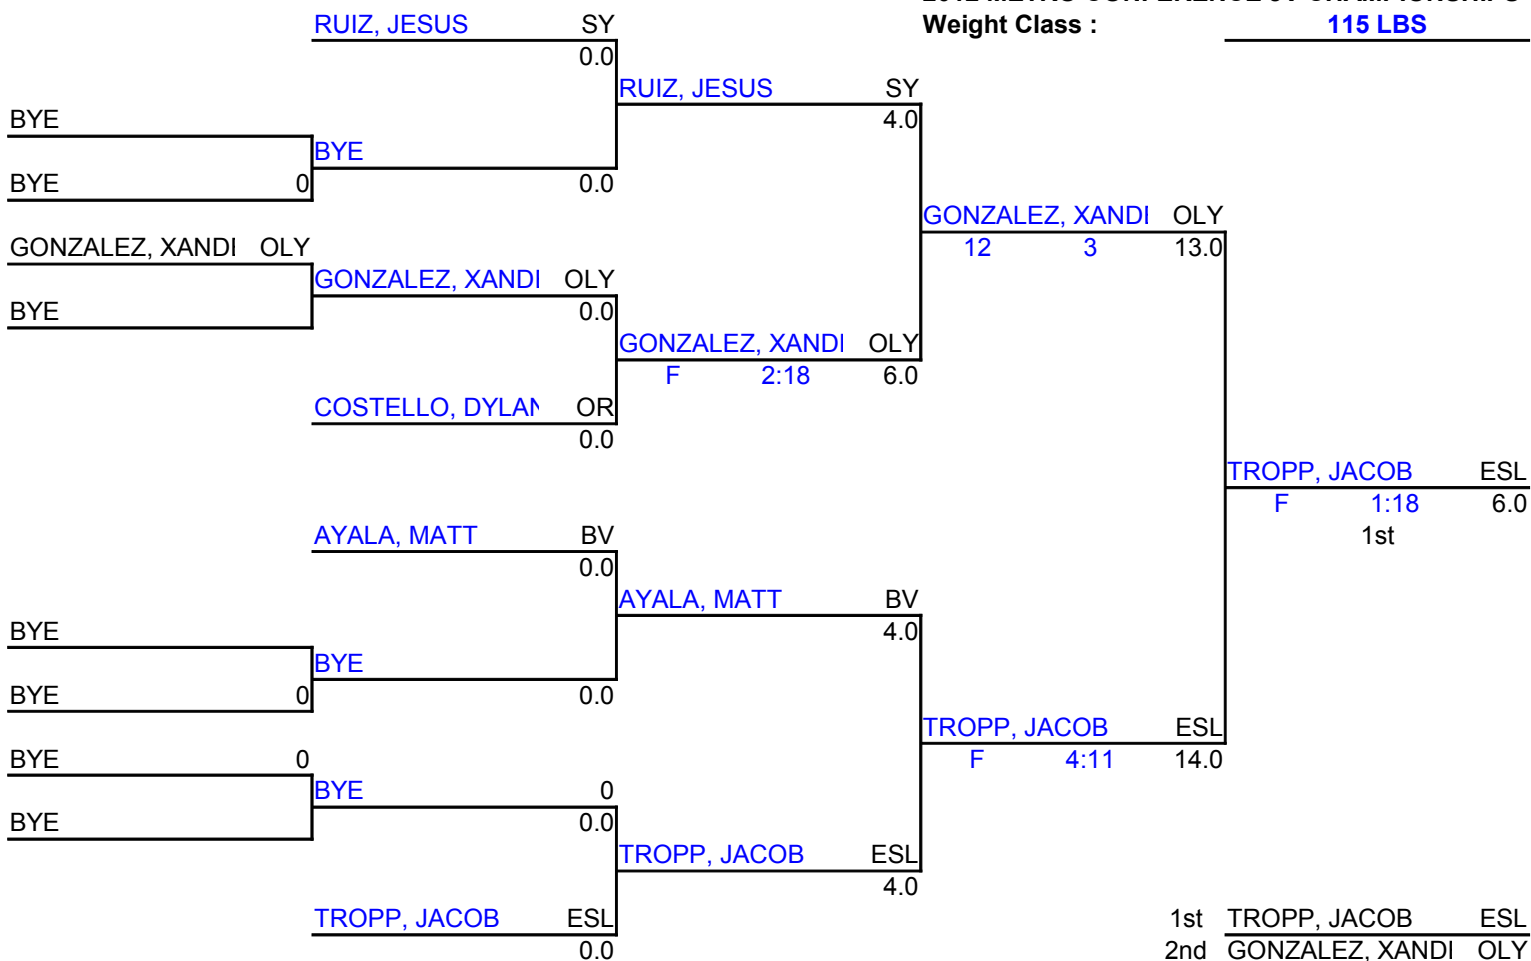 RUIZ, JESUS SY
Weight Class : 115 LBS
0.0
RUIZ, JESUS SY
BYE
4.0
BYE
BYE 0
0.0
GONZALEZ, XANDI OLY
GONZALEZ, XANDI OLY
12 3 13.0
GONZALEZ, XANDI OLY
BYE
0.0
GONZALEZ, XANDI OLY
F 2:18 6.0
COSTELLO, DYLAN OR
0.0
TROPP, JACOB ESL
F 1:18 6.0
AYALA, MATT BV
1st
0.0
AYALA, MATT BV
BYE
4.0
BYE
BYE 0
0.0
TROPP, JACOB ESL
BYE 0
F 4:11 14.0
BYE 0
BYE
0.0
TROPP, JACOB ESL
4.0
TROPP, JACOB ESL
1st TROPP, JACOB ESL
0.0
2nd GONZALEZ, XANDI OLY